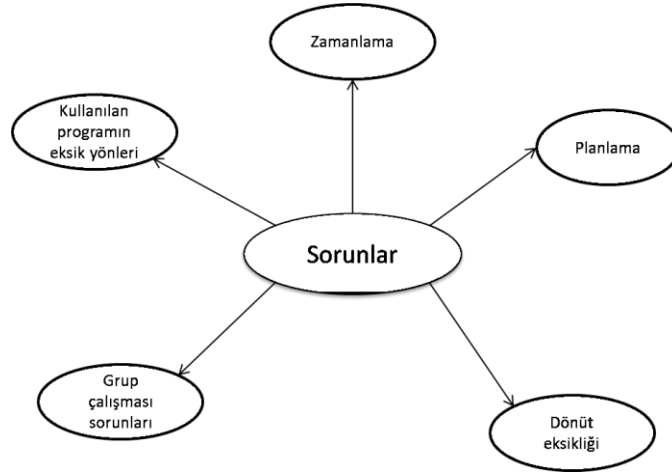 Zamanlama
Kullanılan
programın
eksik yönleri
Planlama
Sorunlar
Grup
çalışması
sorunları
Dönüt
eksikliği